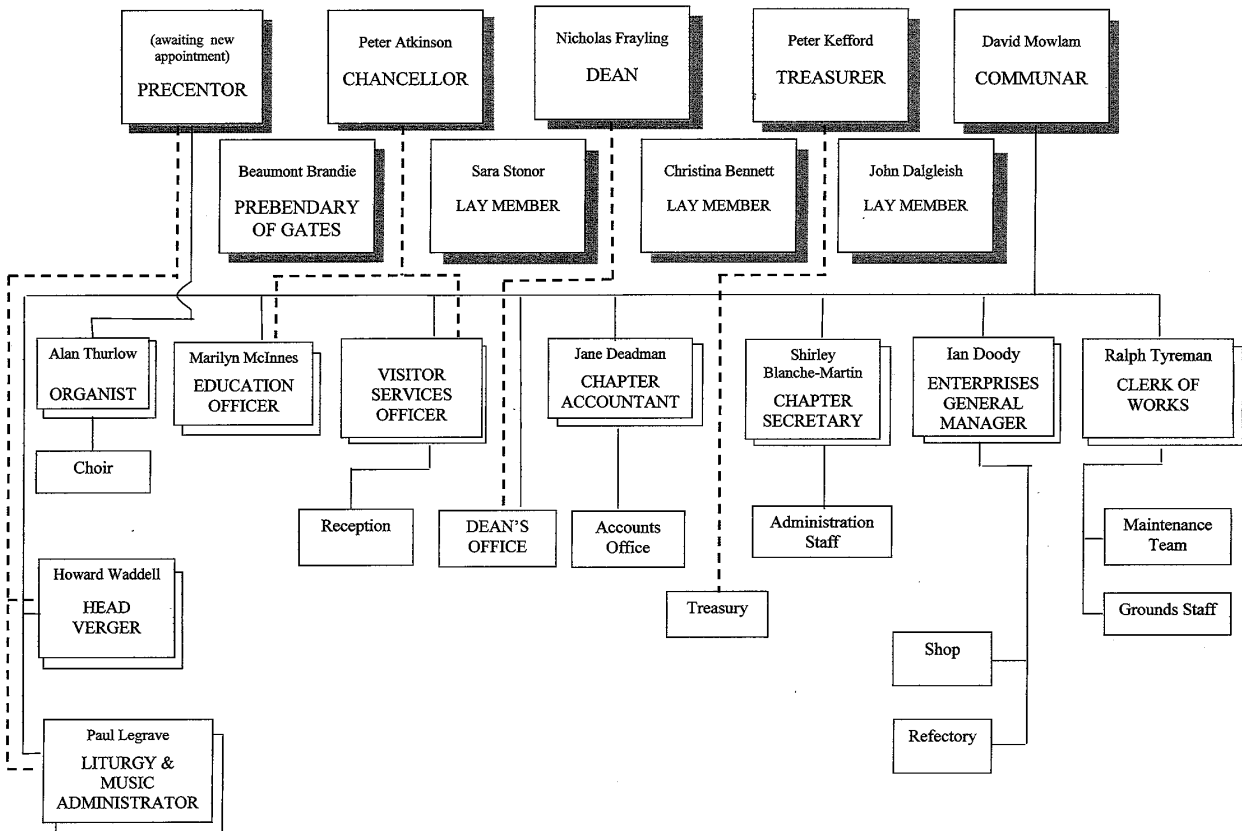 (awaiting new
appointment)
PRECENTOR
Peter Atkinson
CHANCELLOR
Nicholas Frayling
DEAN
Peter Kefford
TREASURER
David Mowlam
COMMUNAR
Beaumont Brandie
PREBENDARY
OF GATES
Sara Stonor
LAY MEMBER
Christina Bennett
LAY MEMBER
John Dalgleish
LAY MEMBER
Alan Thurlow
ORGANIST
Marilyn McInnes
EDUCATION
OFFICER
VISITOR
SERVICES
OFFICER
Jane Deadman
CHAPTER
ACCOUNTANT
Shirley
Blanche-Martin
CHAPTER
SECRETARY
Ian Doody
ENTERPRISES
GENERAL
MANAGER
Ralph Tyreman
CLERK OF
WORKS
Choir
Reception
DEAN'S
OFFICE
Accounts
Office
Administration
Staff
Maintenance
Team
Howard Waddell
HEAD
VERGER
Treasury
Grounds Staff
Shop
Paul Legrave
LITURGY &
MUSIC
ADMINISTRATOR
Refectory